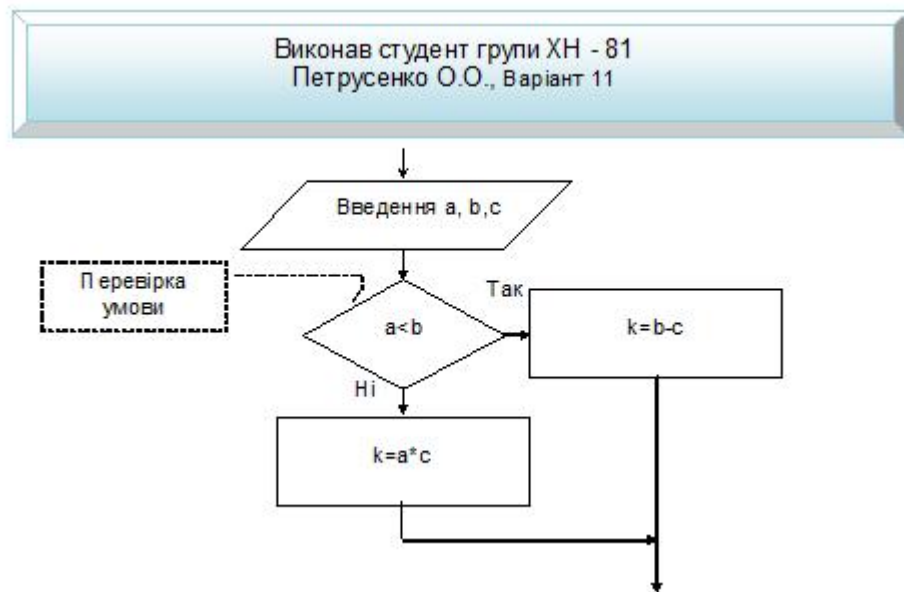 Виконав студент групи ХН - 81
Петрусенко О.О., Варіант 11
Введення a, b,c
Перевірка
умови
a<b
Так
k=b-c
Ні
k=a*c